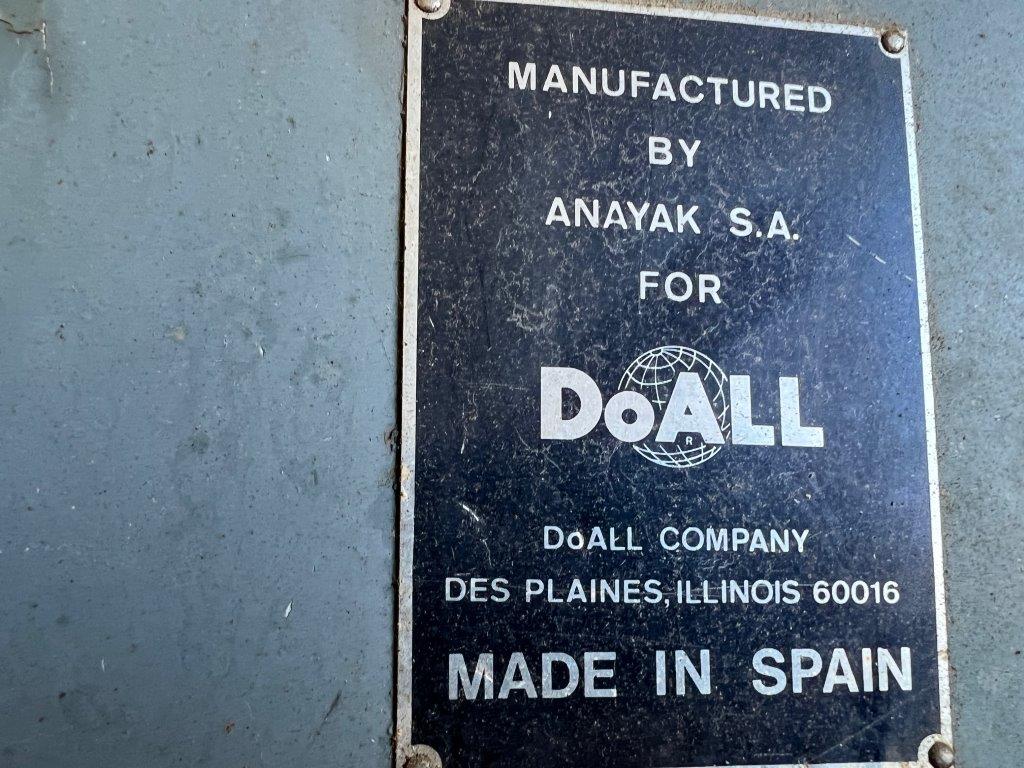 MANUFACTURED
BY
ANAYAK S.A.
FOR
DoALL
R
DoALL COMPANY
DES PLAINES, ILLINOIS 60016
MADE IN SPAIN